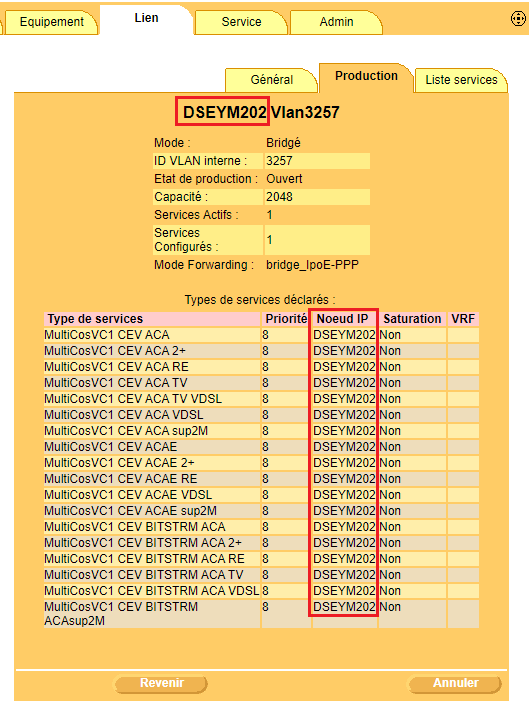 Equipement Lien Service Admin
Général Production Liste services
DSEYM202 Vlan3257
Mode : Bridgé
ID VLAN interne : 3257
Etat de production : Ouvert
Capacité : 2048
Services Actifs : 1
Services
Configurés : 1
Mode Forwarding : bridge_IpoE-PPP
Types de services déclarés :
Type de services Priorité Noeud IP Saturation VRF
MultiCosVC1 CEV ACA 8 DSEYM202 Non
MultiCosVC1 CEV ACA 2+ 8 DSEYM202 Non
MultiCosVC1 CEV ACA RE 8 DSEYM202 Non
MultiCosVC1 CEV ACA TV 8 DSEYM202 Non
MultiCosVC1 CEV ACA TV VDSL 8 DSEYM202 Non
MultiCosVC1 CEV ACA VDSL 8 DSEYM202 Non
MultiCosVC1 CEV ACA sup2M 8 DSEYM202 Non
MultiCosVC1 CEV ACAE 8 DSEYM202 Non
MultiCosVC1 CEV ACAE 2+ 8 DSEYM202 Non
MultiCosVC1 CEV ACAE RE 8 DSEYM202 Non
MultiCosVC1 CEV ACAE VDSL 8 DSEYM202 Non
MultiCosVC1 CEV ACAE sup2M 8 DSEYM202 Non
MultiCosVC1 CEV BITSTRM ACA 8 DSEYM202 Non
MultiCosVC1 CEV BITSTRM ACA 2+ 8 DSEYM202 Non
MultiCosVC1 CEV BITSTRM ACA RE 8 DSEYM202 Non
MultiCosVC1 CEV BITSTRM ACA TV 8 DSEYM202 Non
MultiCosVC1 CEV BITSTRM ACA VDSL 8 DSEYM202 Non
MultiCosVC1 CEV BITSTRM 8 DSEYM202 Non
ACAsup2M
Revenir Annuler